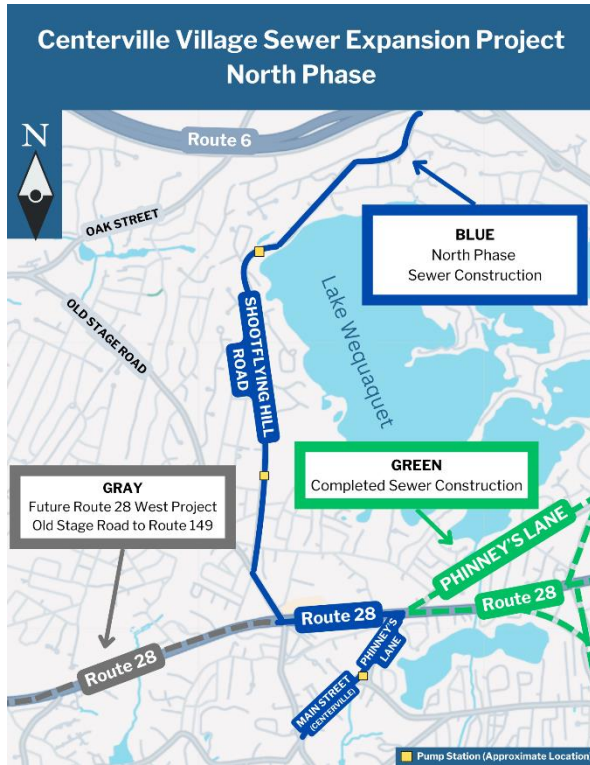 Centerville Village Sewer Expansion Project
North Phase
N
Route 6
OAK STREET
BLUE
North Phase
Sewer Construction
OLD STAGE ROAD
SHOOTFLYING HILL
ROAD
Lake Wequaquet
GRAY
Future Route 28 West Project
Old Stage Road to Route 149
GREEN
Completed Sewer Construction
PHINNEY'S LANE
Route 28
Route 28
Route 28
PHINNEY'S
LANE
MAIN STREET
(CENTERVILLE)
Pump Station (Approximate Location)